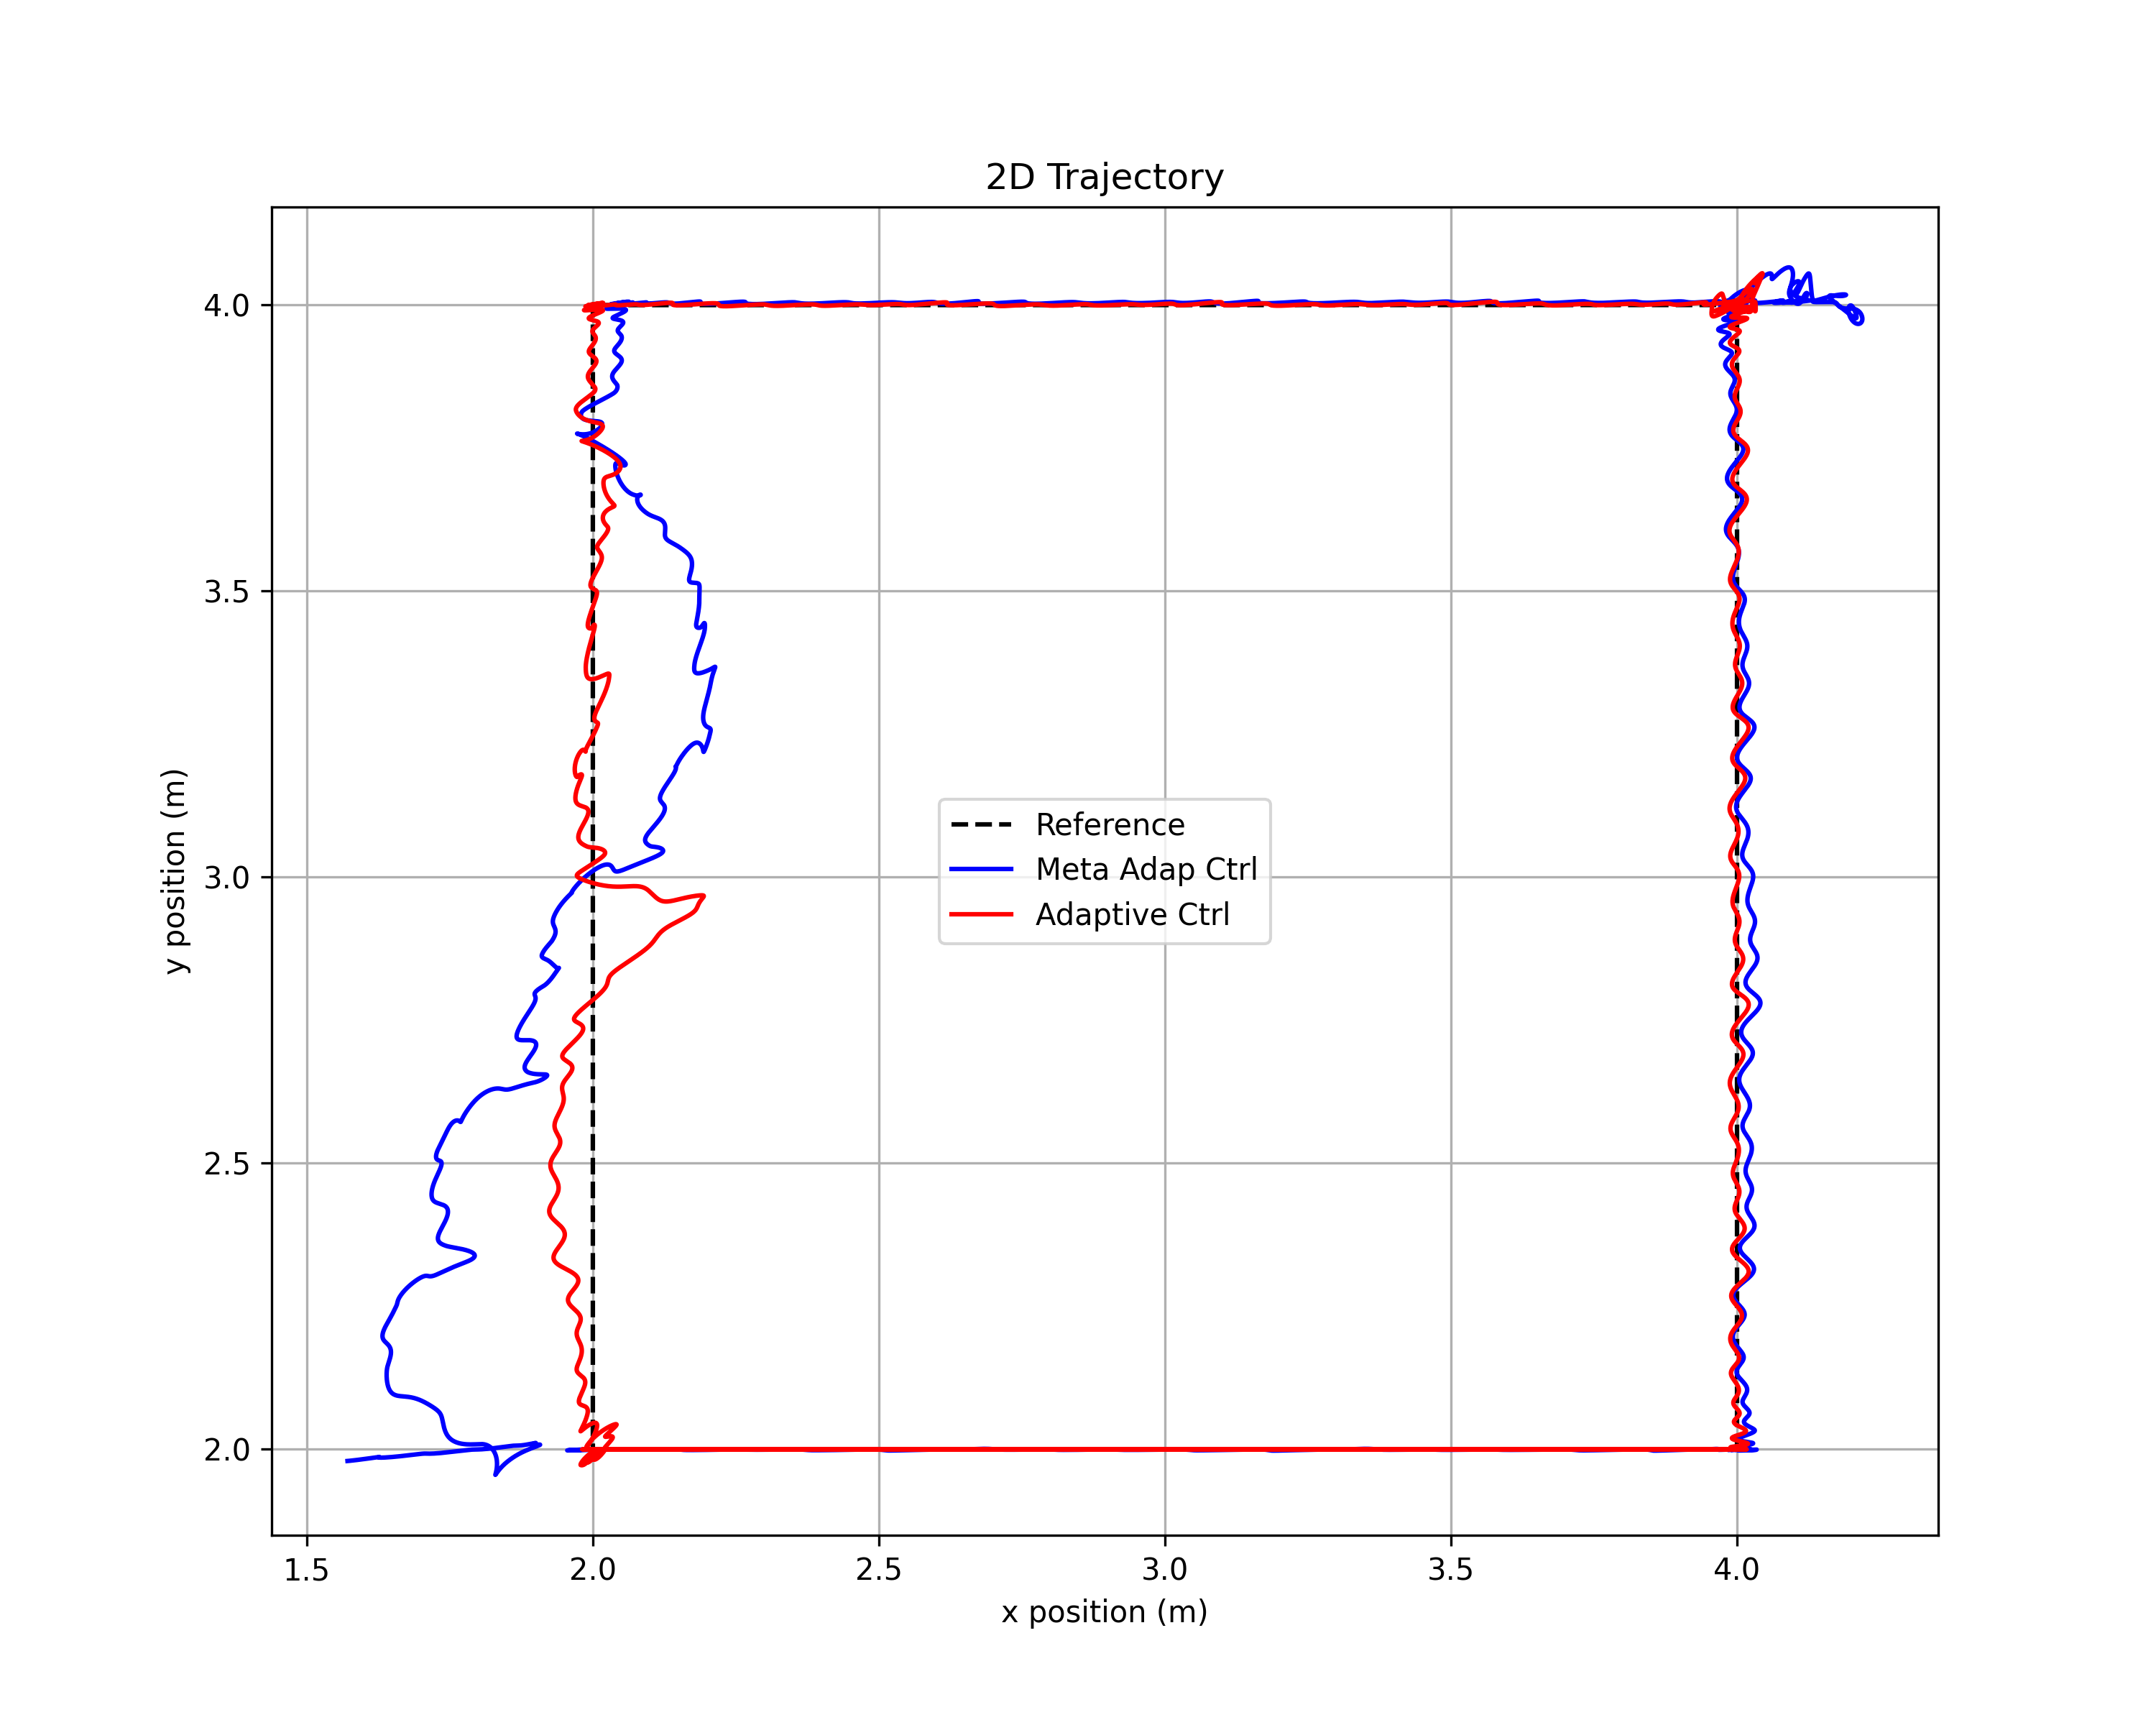 2D Trajectory
4.0
3.5
3.0
2.5
2.0
y position (m)
Reference
Meta Adap Ctrl
Adaptive Ctrl
1.5 2.0 2.5 3.0 3.5 4.0
x position (m)